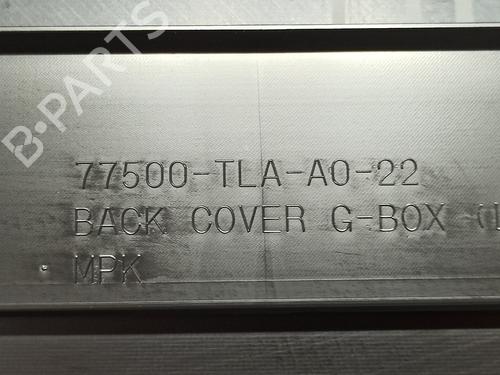 B-PARTS
77500-TLA-A0-22
BACK COVER G-BOX
MPK